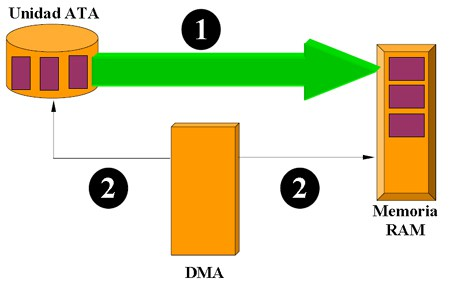 Unidad ATA
1
2
2
Memoria
RAM
DMA